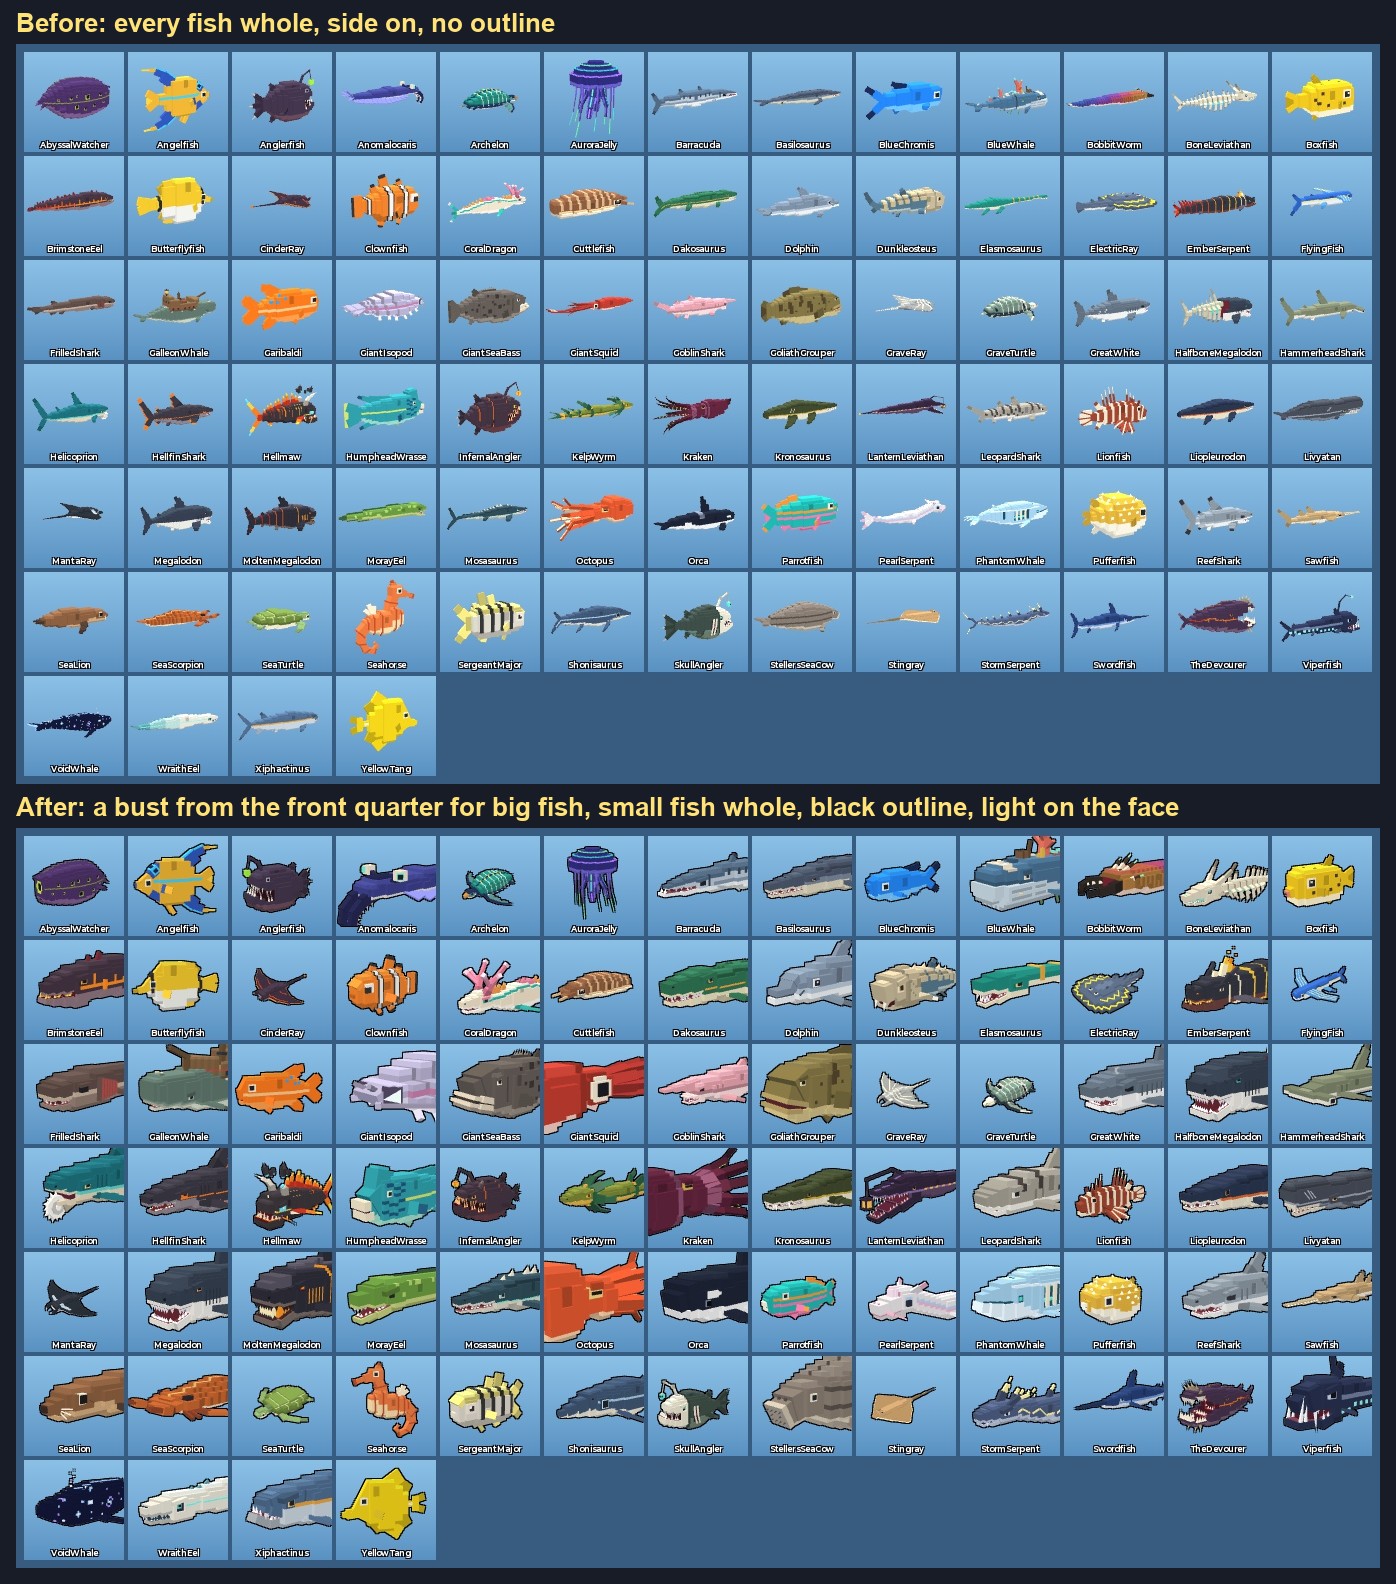 Before: every fish whole, side on, no outline
AbyssalWatcher Angelfish Anglerfish Anomalocaris Archelon AuroraJelly Barracuda Basilosaurus BlueChromis BlueWhale BobbitWorm BoneLeviathan Boxfish
BrimstoneEel Butterflyfish CinderRay Clownfish CoralDragon Cuttlefish Dakosaurus Dolphin Dunkleosteus Elasmosaurus ElectricRay EmberSerpent FlyingFish
FrilledShark GalleonWhale Garibaldi GiantIsopod GiantSeaBass GiantSquid GoblinShark GoliathGrouper GraveRay GraveTurtle GreatWhite HalfboneMegalodon HammerheadShark
Helicoprion HellfinShark Hellmaw HumpheadWrasse InfernalAngler KelpWyrm Kraken Kronosaurus LanternLeviathan LeopardShark Lionfish Liopleurodon Livyatan
MantaRay Megalodon MoltenMegalodon MorayEel Mosasaurus Octopus Orca Parrotfish PearlSerpent PhantomWhale Pufferfish ReefShark Sawfish
SeaLion SeaScorpion SeaTurtle Seahorse SergeantMajor Shonisaurus SkullAngler StellersSeaCow Stingray StormSerpent Swordfish TheDevourer Viperfish
VoidWhale WraithEel Xiphactinus YellowTang
After: a bust from the front quarter for big fish, small fish whole, black outline, light on the face
AbyssalWatcher Angelfish Anglerfish Anomalocaris Archelon AuroraJelly Barracuda Basilosaurus BlueChromis BlueWhale BobbitWorm BoneLeviathan Boxfish
BrimstoneEel Butterflyfish CinderRay Clownfish CoralDragon Cuttlefish Dakosaurus Dolphin Dunkleosteus Elasmosaurus ElectricRay EmberSerpent FlyingFish
FrilledShark GalleonWhale Garibaldi GiantIsopod GiantSeaBass GiantSquid GoblinShark GoliathGrouper GraveRay GraveTurtle GreatWhite HalfboneMegalodon HammerheadShark
Helicoprion HellfinShark Hellmaw HumpheadWrasse InfernalAngler KelpWyrm Kraken Kronosaurus LanternLeviathan LeopardShark Lionfish Liopleurodon Livyatan
MantaRay Megalodon MoltenMegalodon MorayEel Mosasaurus Octopus Orca Parrotfish PearlSerpent PhantomWhale Pufferfish ReefShark Sawfish
SeaLion SeaScorpion SeaTurtle Seahorse SergeantMajor Shonisaurus SkullAngler StellersSeaCow Stingray StormSerpent Swordfish TheDevourer Viperfish
VoidWhale WraithEel Xiphactinus YellowTang